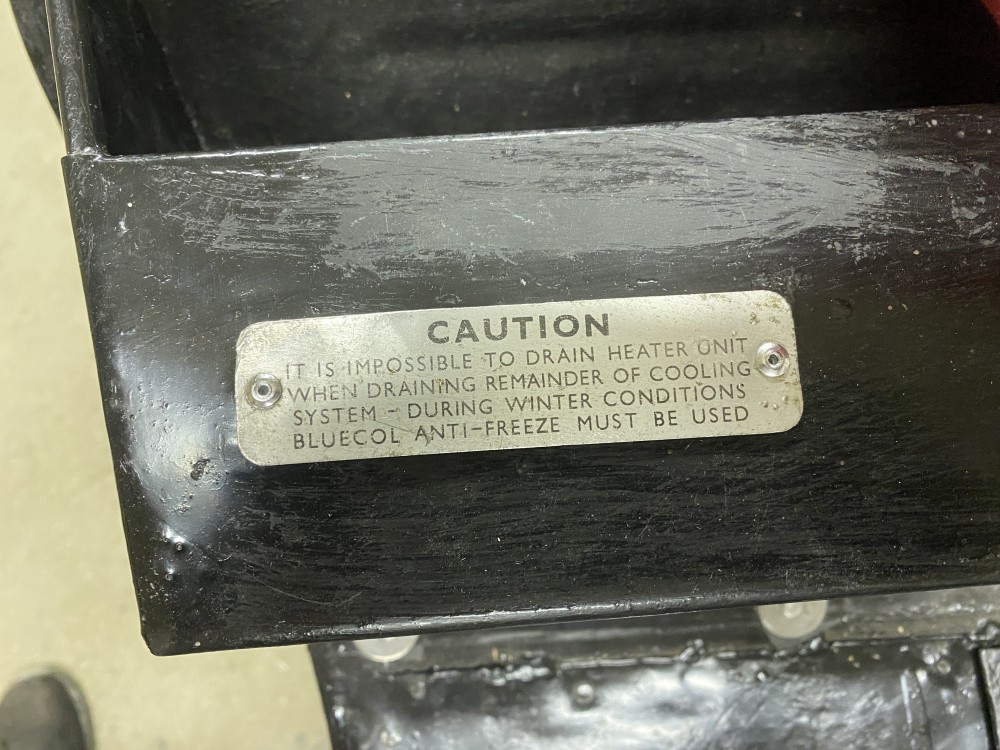 CAUTION
IT IS IMPOSSIBLE TO DRAIN HEATER UNIT
WHEN DRAINING REMAINDER OF COOLING
SYSTEM - DURING WINTER CONDITIONS
BLUECOL ANTI-FREEZE MUST BE USED